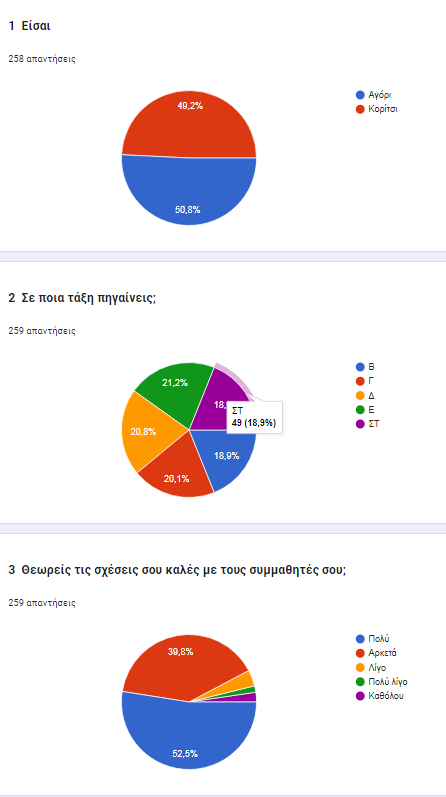 1 Είσαι
258 απαντήσεις
49,2%
50,8%
Αγόρι
Κορίτσι
2 Σε ποια τάξη πηγαίνεις;
259 απαντήσεις
21,2%
18,
20,8%
18,9%
20,1%
ΣΤ
49 (18,9%)
Β
Γ
Δ
Ε
ΣΤ
3 Θεωρείς τις σχέσεις σου καλές με τους συμμαθητές σου;
259 απαντήσεις
39,8%
52,5%
Πολύ
Αρκετά
Λίγο
Πολύ λίγο
Καθόλου